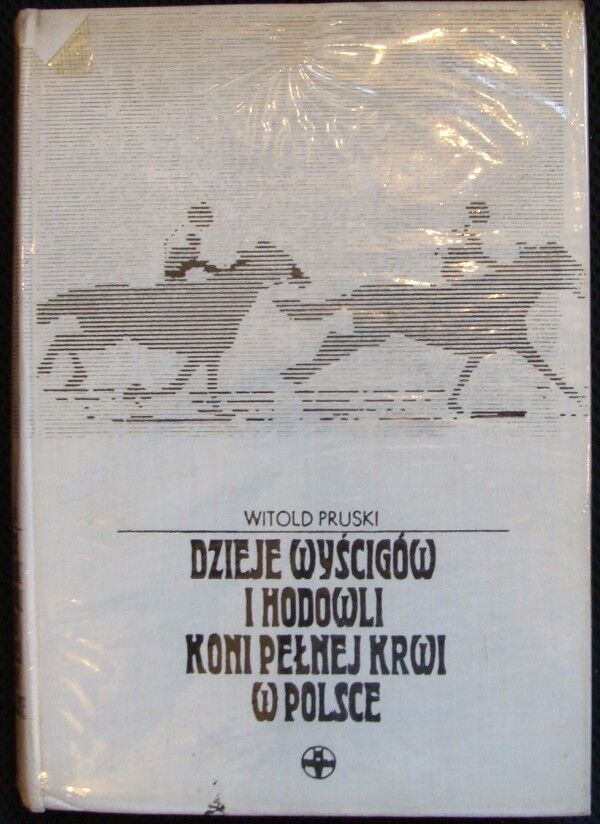 WITOLD PRUSKI
DZIEJE WYŚCIGÓW
I HODOWLI
KONI PEŁNEJ KRWI
W POLSCE